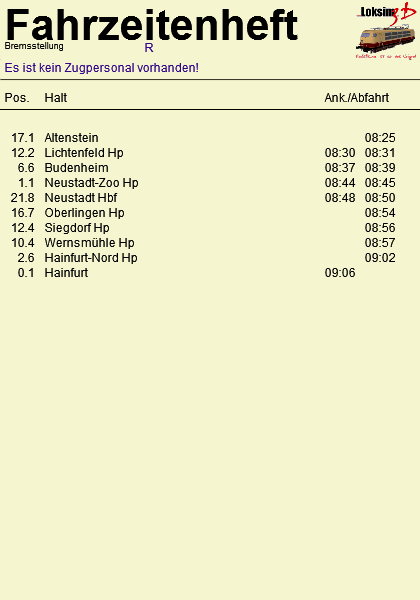 Fahrzeitenheft
Loksim 3D
Bremsstellung R
Es ist kein Zugpersonal vorhanden!
Pos. Halt Ank./Abfahrt
17.1 Altenstein 08:25
12.2 Lichtenfeld Hp 08:30 08:31
6.6 Budenheim 08:37 08:39
1.1 Neustadt-Zoo Hp 08:44 08:45
21.8 Neustadt Hbf 08:48 08:50
16.7 Oberlingen Hp 08:54
12.4 Siegdorf Hp 08:56
10.4 Wernsmühle Hp 08:57
2.6 Hainfurt-Nord Hp 09:02
0.1 Hainfurt 09:06